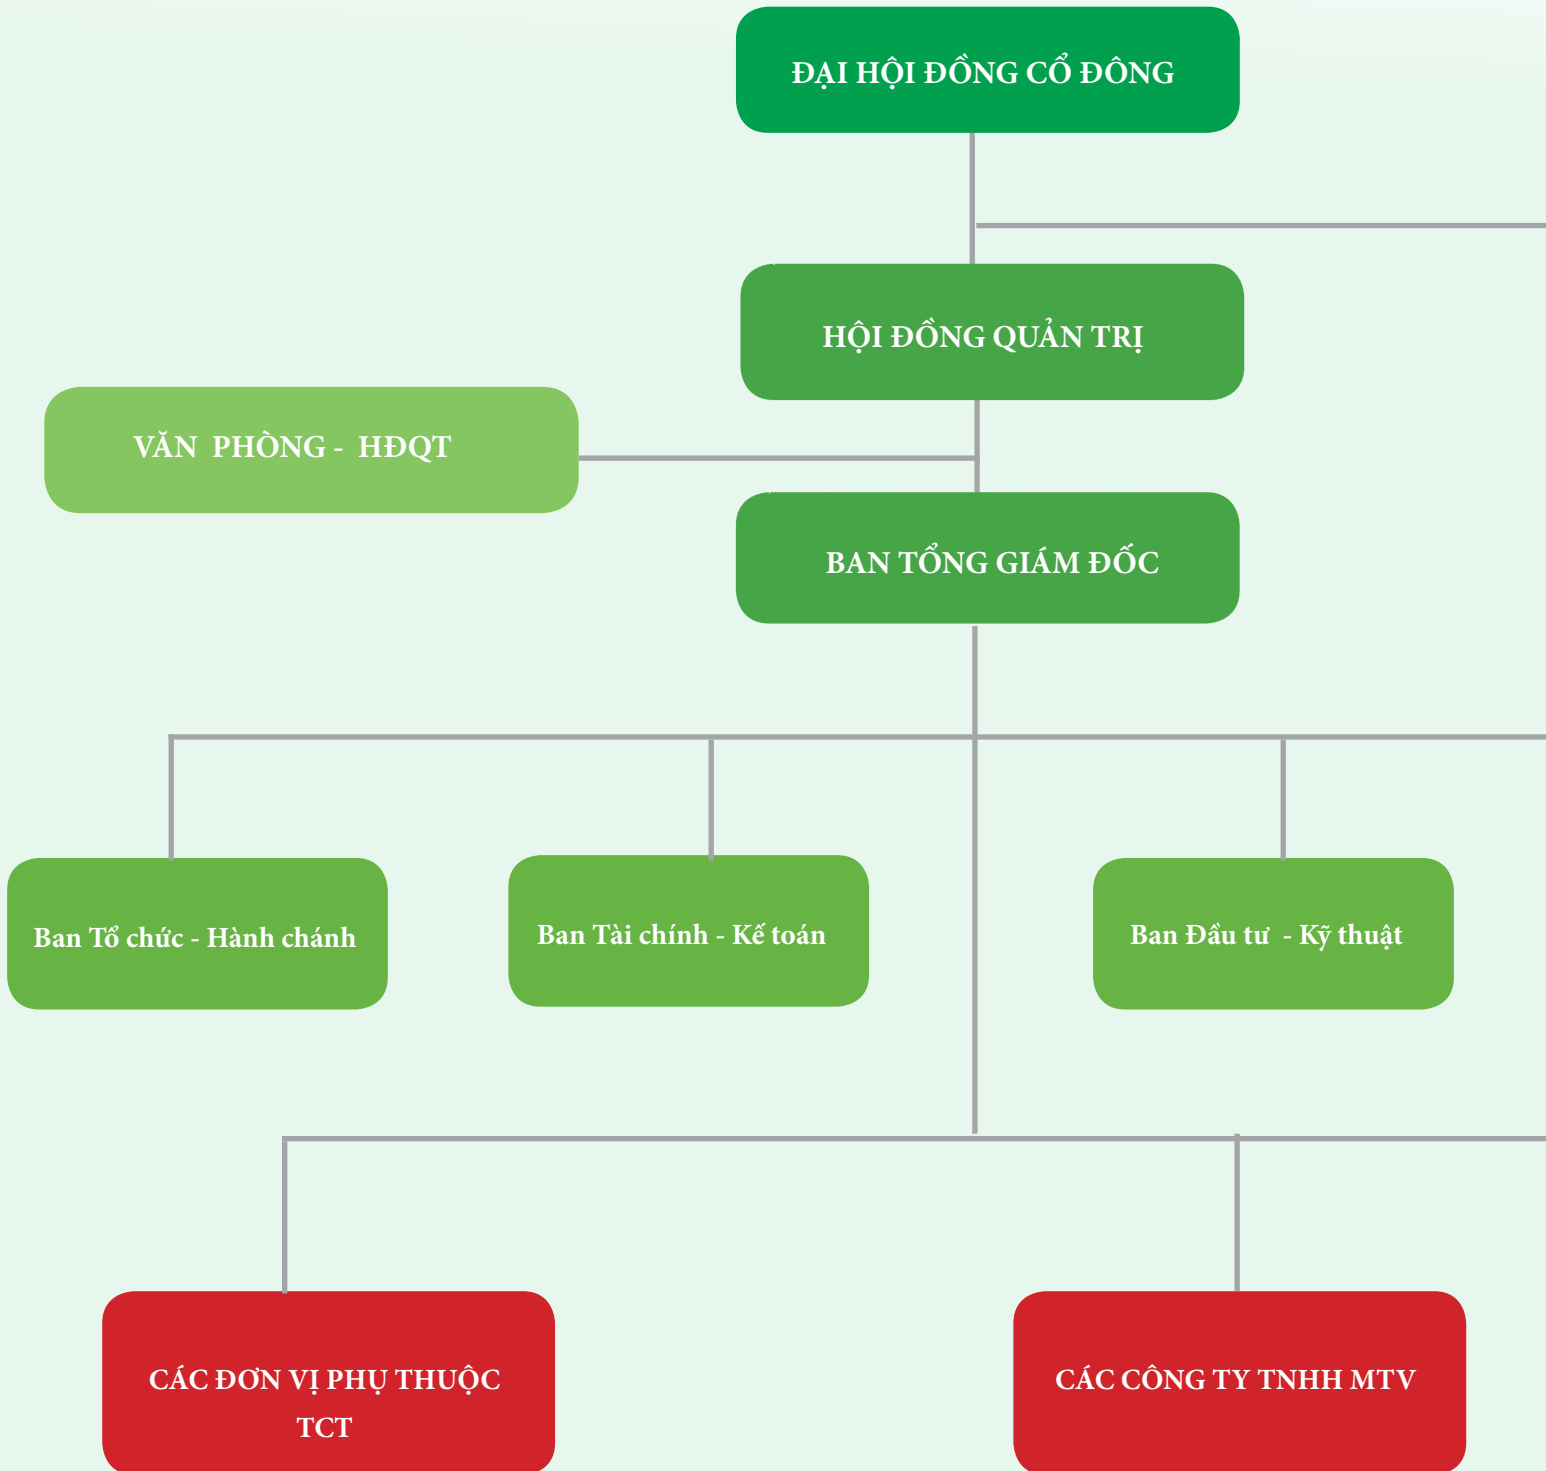 ĐẠI HỘI ĐỒNG CỔ ĐÔNG
HỘI ĐỒNG QUẢN TRỊ
VĂN PHÒNG - HĐQT
BAN TỔNG GIÁM ĐỐC
Ban Tổ chức - Hành chánh
Ban Tài chính - Kế toán
Ban Đầu tư - Kỹ thuật
CÁC ĐƠN VỊ PHỤ THUỘC
TCT
CÁC CÔNG TY TNHH MTV